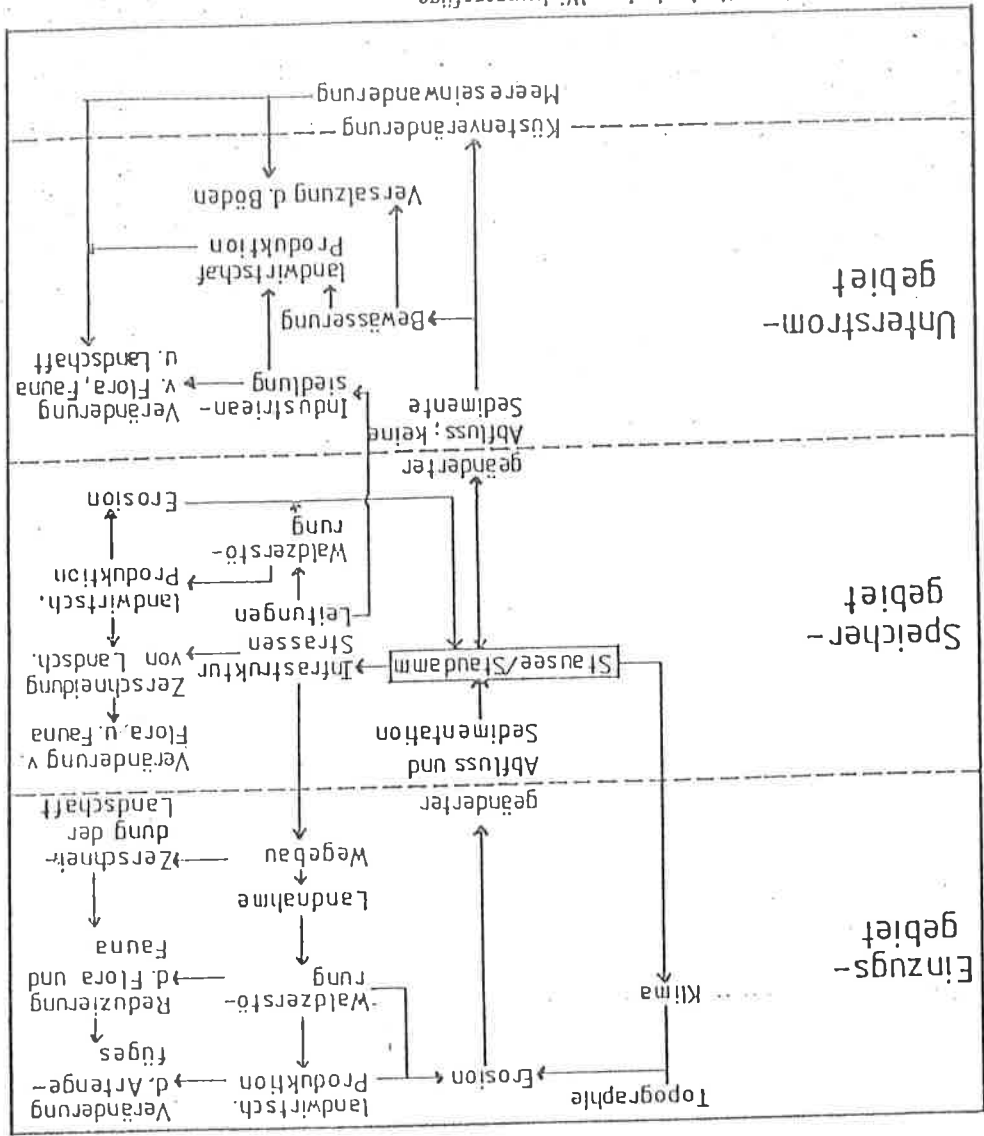 Topographie
Erosion
landwirtsch.
Produktion
Veränderung
d. Artenge-
füges
Einzugs-
gebiet
Klima
Waldzerstö-
rung
Reduzierung
d. Flora und
Fauna
Landnahme
Wegebau
Zerschnei-
dung der
Landschaft
geänderter
Abfluss und
Sedimentation
Veränderung v.
Flora, u. Fauna
Speicher-
gebiet
Stausee/Staudamm
Infrastruktur
Strassen
Leitungen
Zerschneidung
von Landsch.
landwirtsch.
Produktion
Waldzerstö-
rung
Erosion
geänderter
Abfluss; keine
Sedimente
Unterstrom-
gebiet
Industriean-
siedlung
Veränderung
v. Flora, Fauna
u. Landschaft
Bewässerung
landwirtschaf
Produktion
Versalzung d. Böden
Küstenveränderung
Meereseinwanderung
Wirkungsgefüge